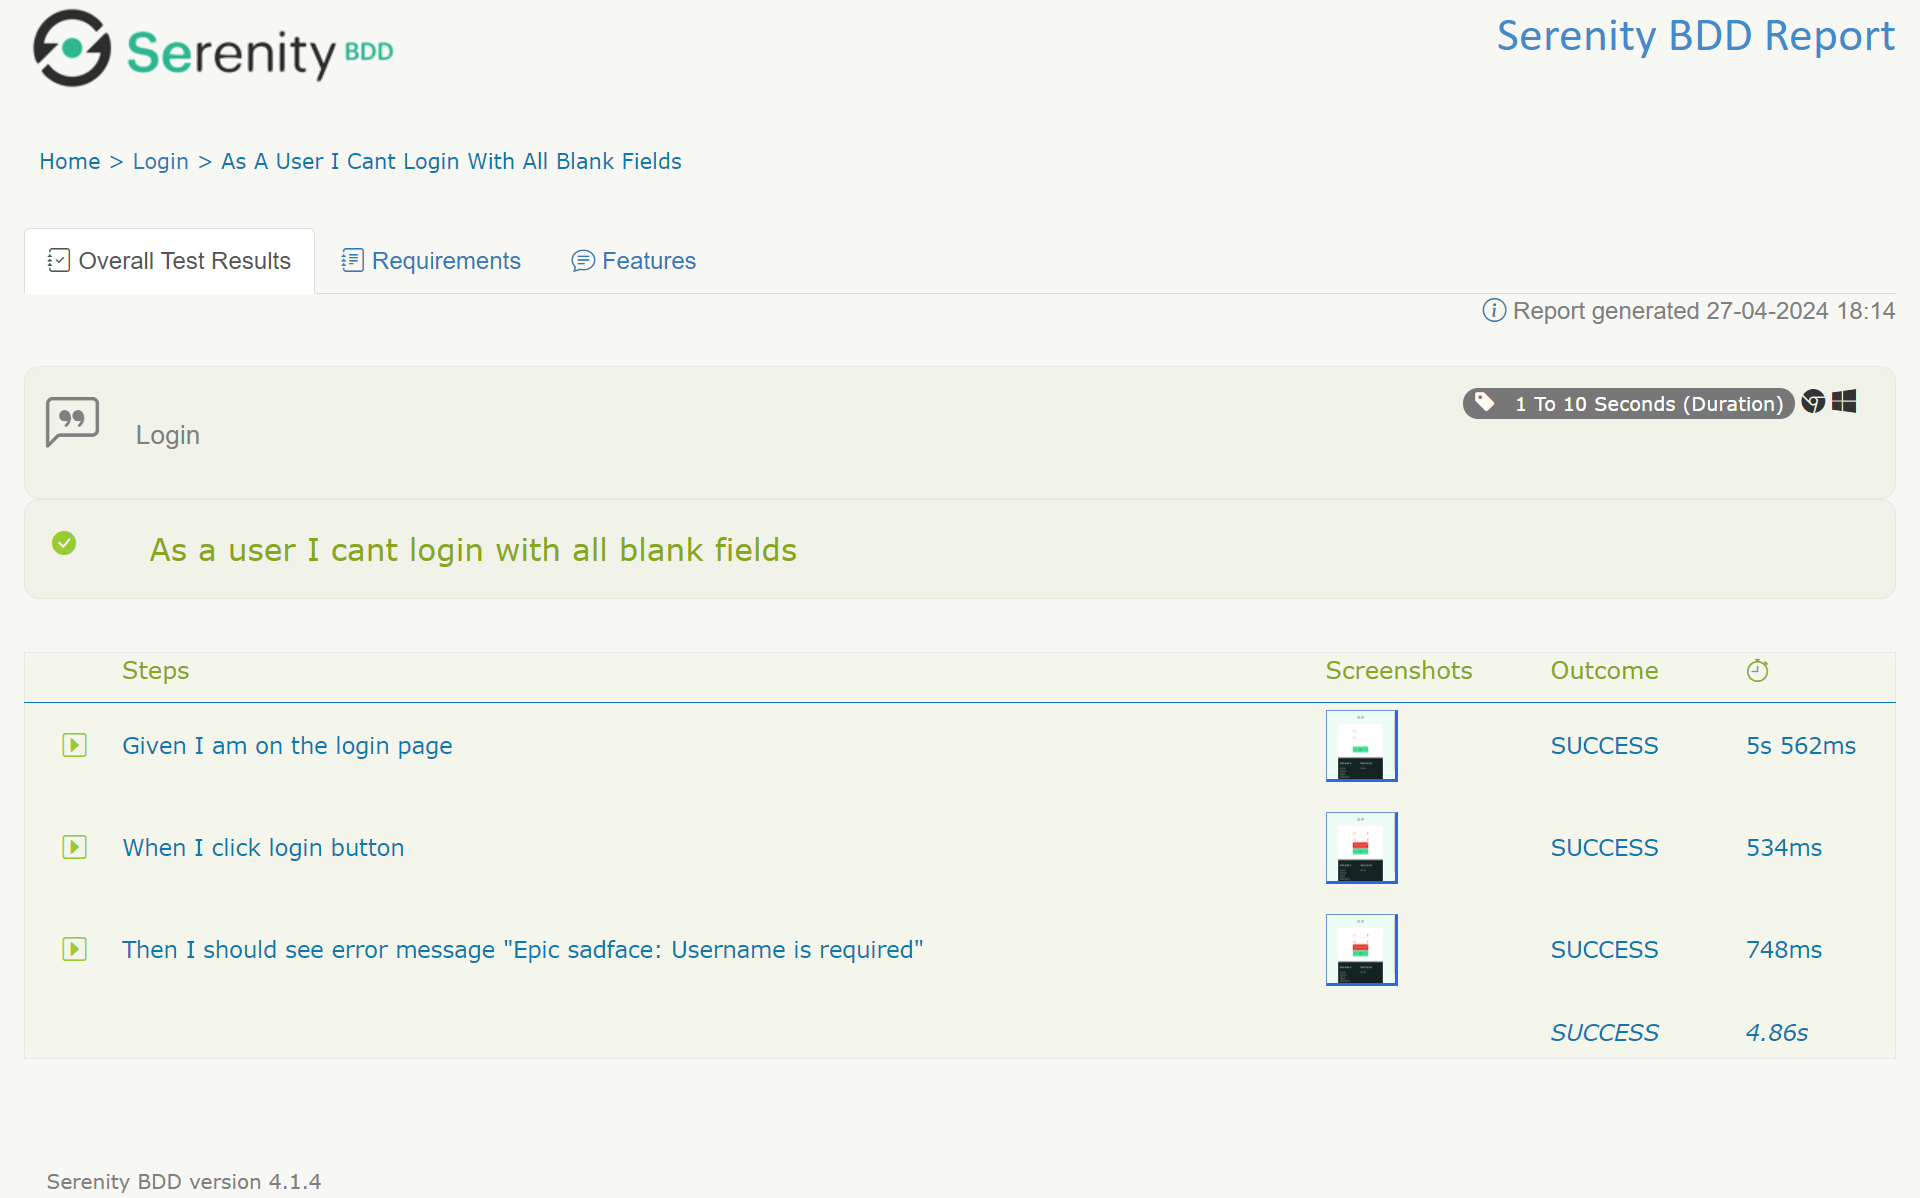 Serenity BDD
Serenity BDD Report
Home > Login > As A User I Cant Login With All Blank Fields
Overall Test Results
Requirements
Features
Report generated 27-04-2024 18:14
1 To 10 Seconds (Duration)
Login
As a user I cant login with all blank fields
Steps Screenshots Outcome
Given I am on the login page SUCCESS 5s 562ms
When I click login button SUCCESS 534ms
Then I should see error message "Epic sadface: Username is required" SUCCESS 748ms
SUCCESS 4.86s
Serenity BDD version 4.1.4